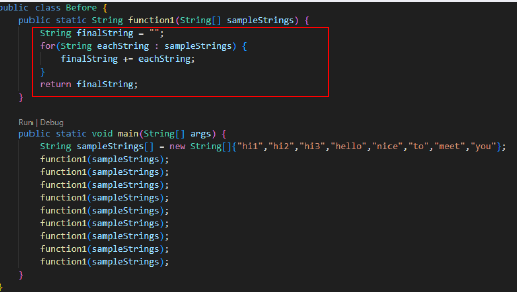 public class Before {
public static String function1(String[] sampleStrings) {
String finalString = "";
for(String eachString : sampleStrings) {
finalString += eachString;
}
return finalString;
}
Run | Debug
public static void main(String[] args) {
String sampleStrings[] = new String[]{"hi1","hi2","hi3","hello","nice","to","meet","you"};
function1(sampleStrings);
function1(sampleStrings);
function1(sampleStrings);
function1(sampleStrings);
function1(sampleStrings);
function1(sampleStrings);
function1(sampleStrings);
function1(sampleStrings);
function1(sampleStrings);
}
}